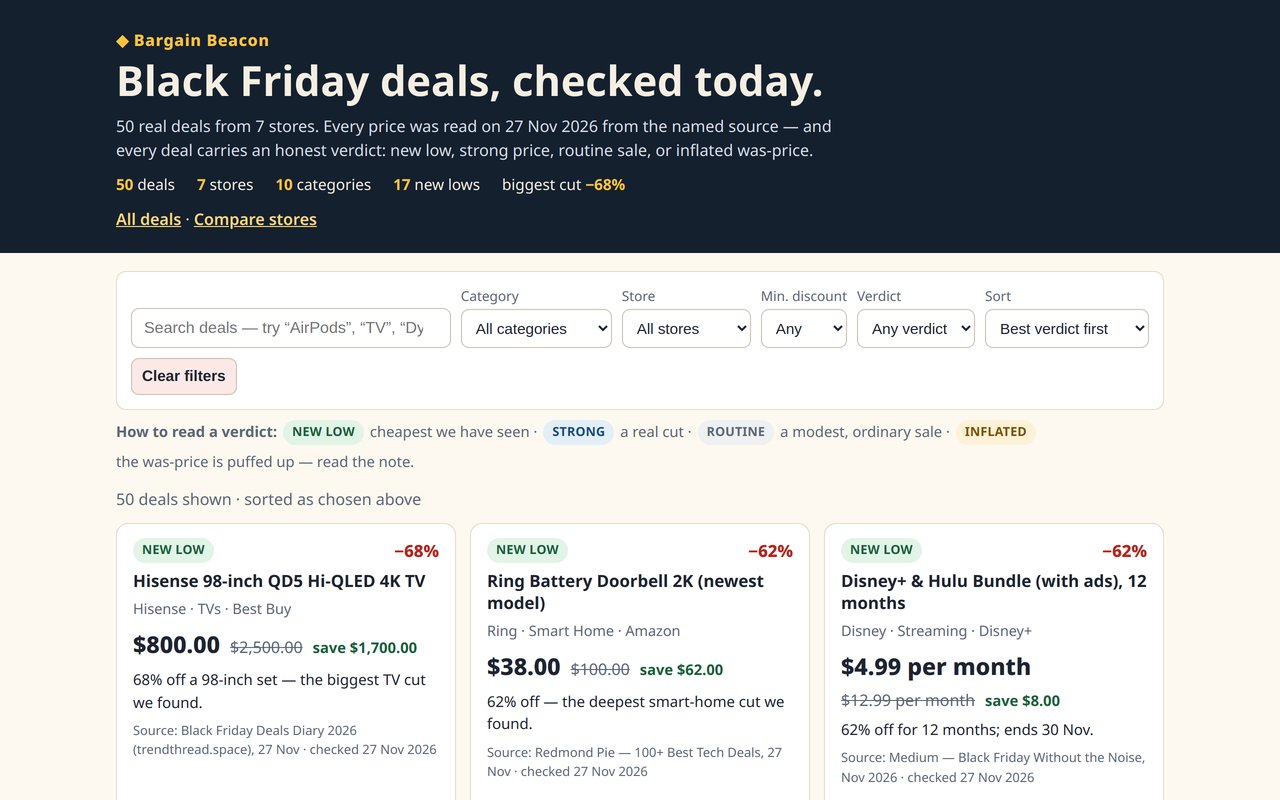 ◆ Bargain Beacon
Black Friday deals, checked today.
50 real deals from 7 stores. Every price was read on 27 Nov 2026 from the named source — and
every deal carries an honest verdict: new low, strong price, routine sale, or inflated was-price.
50 deals 7 stores 10 categories 17 new lows biggest cut −68%
All deals · Compare stores
Category Store Min. discount Verdict Sort
Search deals — try “AirPods”, “TV”, “Dy All categories All stores Any Any verdict Best verdict first
Clear filters
How to read a verdict: NEW LOW cheapest we have seen · STRONG a real cut · ROUTINE a modest, ordinary sale · INFLATED
the was-price is puffed up — read the note.
50 deals shown · sorted as chosen above
NEW LOW −68%
Hisense 98-inch QD5 Hi-QLED 4K TV
Hisense · TVs · Best Buy
$800.00 $2,500.00 save $1,700.00
68% off a 98-inch set — the biggest TV cut
we found.
Source: Black Friday Deals Diary 2026
(trendthread.space), 27 Nov · checked 27 Nov 2026
NEW LOW −62%
Ring Battery Doorbell 2K (newest
model)
Ring · Smart Home · Amazon
$38.00 $100.00 save $62.00
62% off — the deepest smart-home cut we
found.
Source: Redmond Pie — 100+ Best Tech Deals, 27
Nov · checked 27 Nov 2026
NEW LOW −62%
Disney+ & Hulu Bundle (with ads), 12
months
Disney · Streaming · Disney+
$4.99 per month
$12.99 per month save $8.00
62% off for 12 months; ends 30 Nov.
Source: Medium — Black Friday Without the Noise,
Nov 2026 · checked 27 Nov 2026